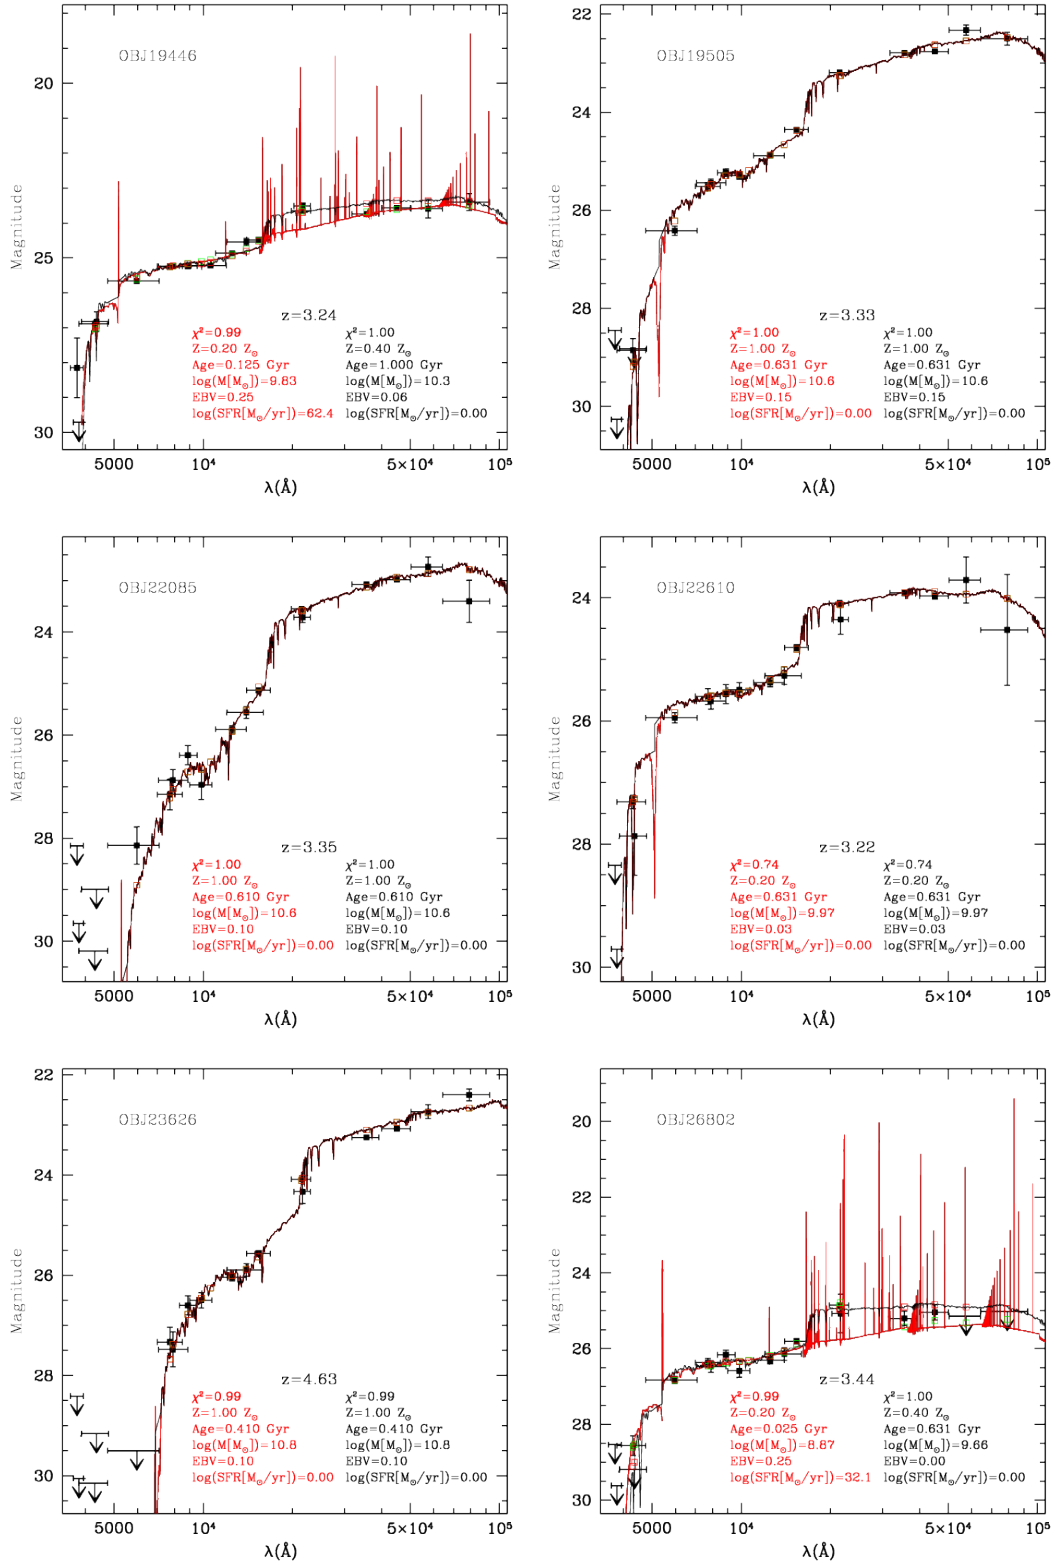 OBJ19446
20
25
30
Magnitude
z=3.24
χ²=0.99 χ²=1.00
Z=0.20 Z⊙ Z=0.40 Z⊙
Age=0.125 Gyr Age=1.000 Gyr
log(M[M⊙])=9.83 log(M[M⊙])=10.3
EBV=0.25 EBV=0.06
log(SFR[M⊙/yr])=62.4 log(SFR[M⊙/yr])=0.00
5000 10⁴ 5×10⁴ 10⁵
λ(Å)
OBJ19505
22
24
26
28
30
Magnitude
z=3.33
χ²=1.00 χ²=1.00
Z=1.00 Z⊙ Z=1.00 Z⊙
Age=0.631 Gyr Age=0.631 Gyr
log(M[M⊙])=10.6 log(M[M⊙])=10.6
EBV=0.15 EBV=0.15
log(SFR[M⊙/yr])=0.00 log(SFR[M⊙/yr])=0.00
5000 10⁴ 5×10⁴ 10⁵
λ(Å)
OBJ22085
24
26
28
30
Magnitude
z=3.35
χ²=1.00 χ²=1.00
Z=1.00 Z⊙ Z=1.00 Z⊙
Age=0.610 Gyr Age=0.610 Gyr
log(M[M⊙])=10.6 log(M[M⊙])=10.6
EBV=0.10 EBV=0.10
log(SFR[M⊙/yr])=0.00 log(SFR[M⊙/yr])=0.00
5000 10⁴ 5×10⁴ 10⁵
λ(Å)
OBJ22610
24
26
28
30
Magnitude
z=3.22
χ²=0.74 χ²=0.74
Z=0.20 Z⊙ Z=0.20 Z⊙
Age=0.631 Gyr Age=0.631 Gyr
log(M[M⊙])=9.97 log(M[M⊙])=9.97
EBV=0.03 EBV=0.03
log(SFR[M⊙/yr])=0.00 log(SFR[M⊙/yr])=0.00
5000 10⁴ 5×10⁴ 10⁵
λ(Å)
OBJ23626
22
24
26
28
30
Magnitude
z=4.63
χ²=0.99 χ²=0.99
Z=1.00 Z⊙ Z=1.00 Z⊙
Age=0.410 Gyr Age=0.410 Gyr
log(M[M⊙])=10.8 log(M[M⊙])=10.8
EBV=0.10 EBV=0.10
log(SFR[M⊙/yr])=0.00 log(SFR[M⊙/yr])=0.00
5000 10⁴ 5×10⁴ 10⁵
λ(Å)
OBJ26802
20
22
24
26
28
30
Magnitude
z=3.44
χ²=0.99 χ²=1.00
Z=0.20 Z⊙ Z=0.40 Z⊙
Age=0.025 Gyr Age=0.631 Gyr
log(M[M⊙])=8.87 log(M[M⊙])=9.66
EBV=0.25 EBV=0.00
log(SFR[M⊙/yr])=32.1 log(SFR[M⊙/yr])=0.00
5000 10⁴ 5×10⁴ 10⁵
λ(Å)